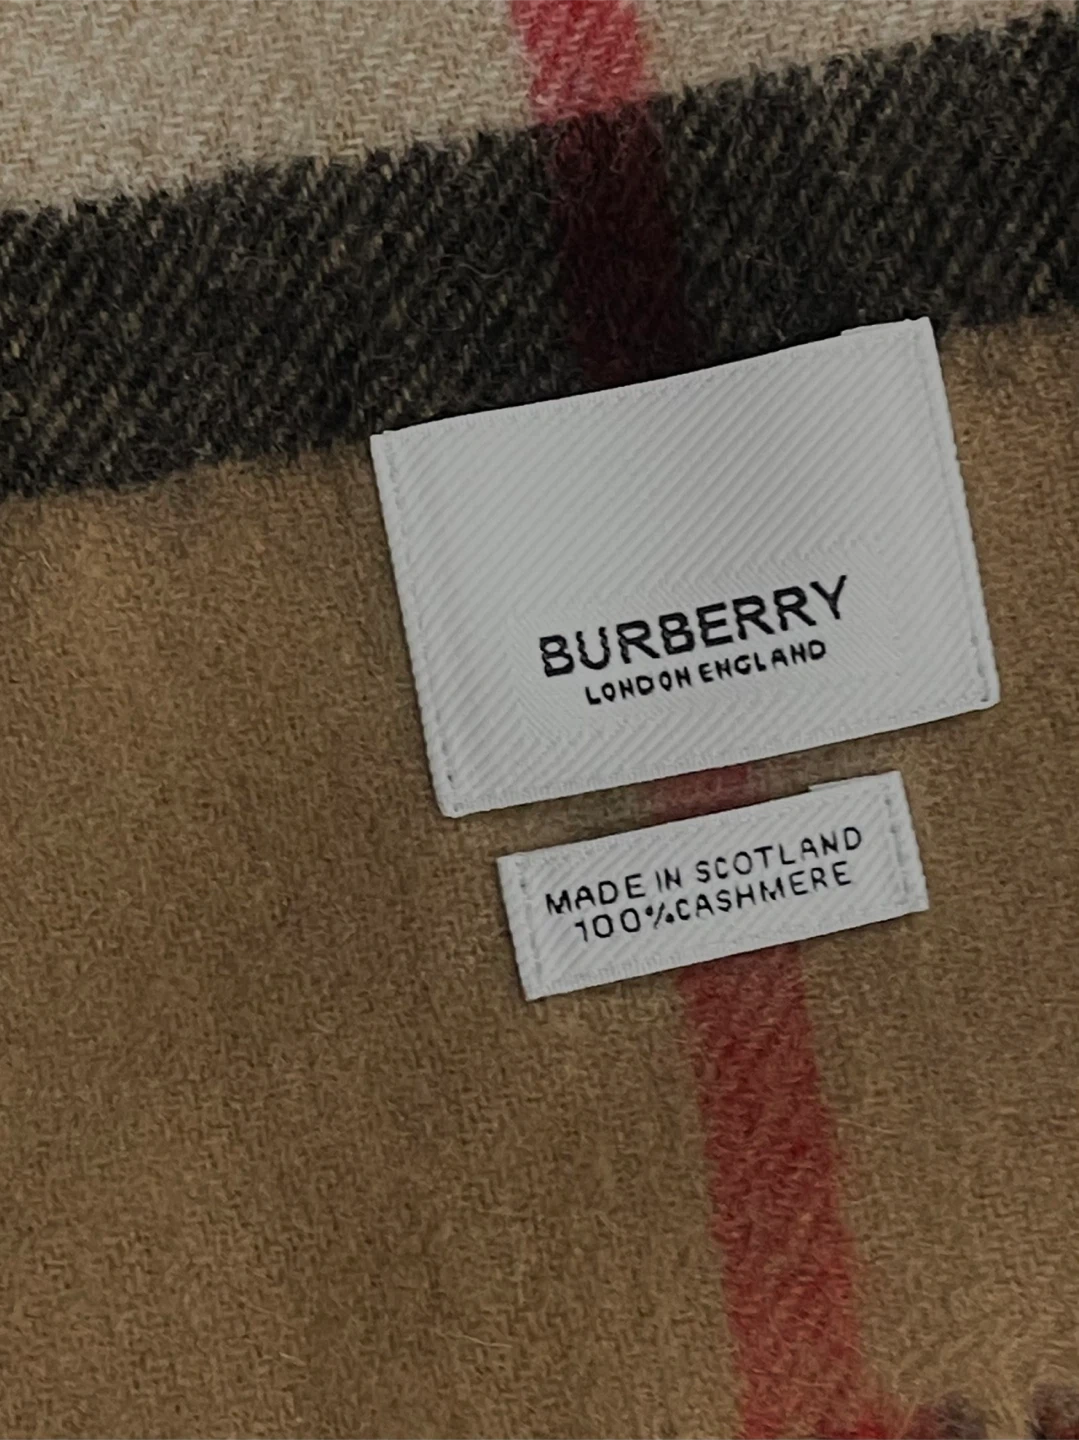 BURBERRY
LONDON ENGLAND
MADE IN SCOTLAND
100% CASHMERE